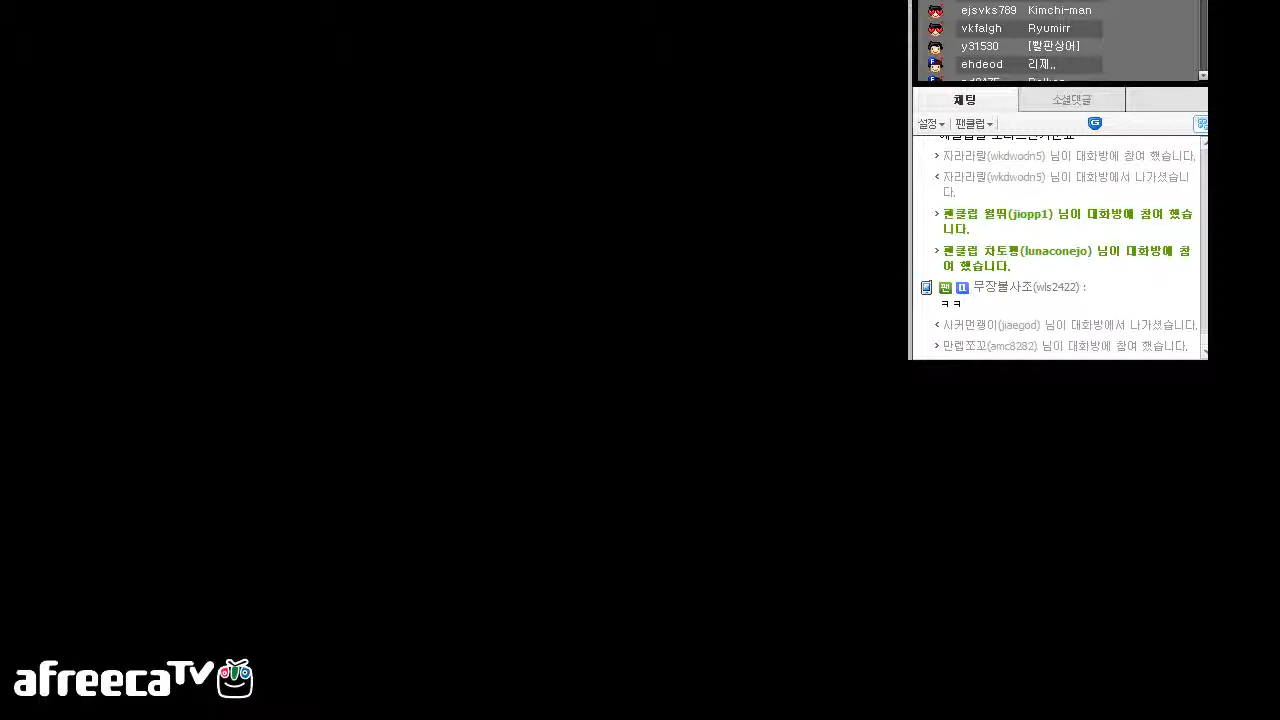 ejsvks789 Kimchi-man
vkfalgh Ryumirr
y31530 [빨판상어]
ehdeod 리제,,
채팅 소셜댓글
설정 팬클럽
자라라랄(wkdwodn5) 님이 대화방에 참여 했습니다.
자라라랄(wkdwodn5) 님이 대화방에서 나가셨습니
다.
팬클럽 월뛰(jiopp1) 님이 대화방에 참여 했습
니다.
팬클럽 차토펭(lunaconejo) 님이 대화방에 참
여 했습니다.
팬 무장불사조(wls2422) :
ㅋㅋ
시커먼괭이(jiaegod) 님이 대화방에서 나가셨습니다.
만렙쪼꼬(amc8282) 님이 대화방에 참여 했습니다.
afreecaTV